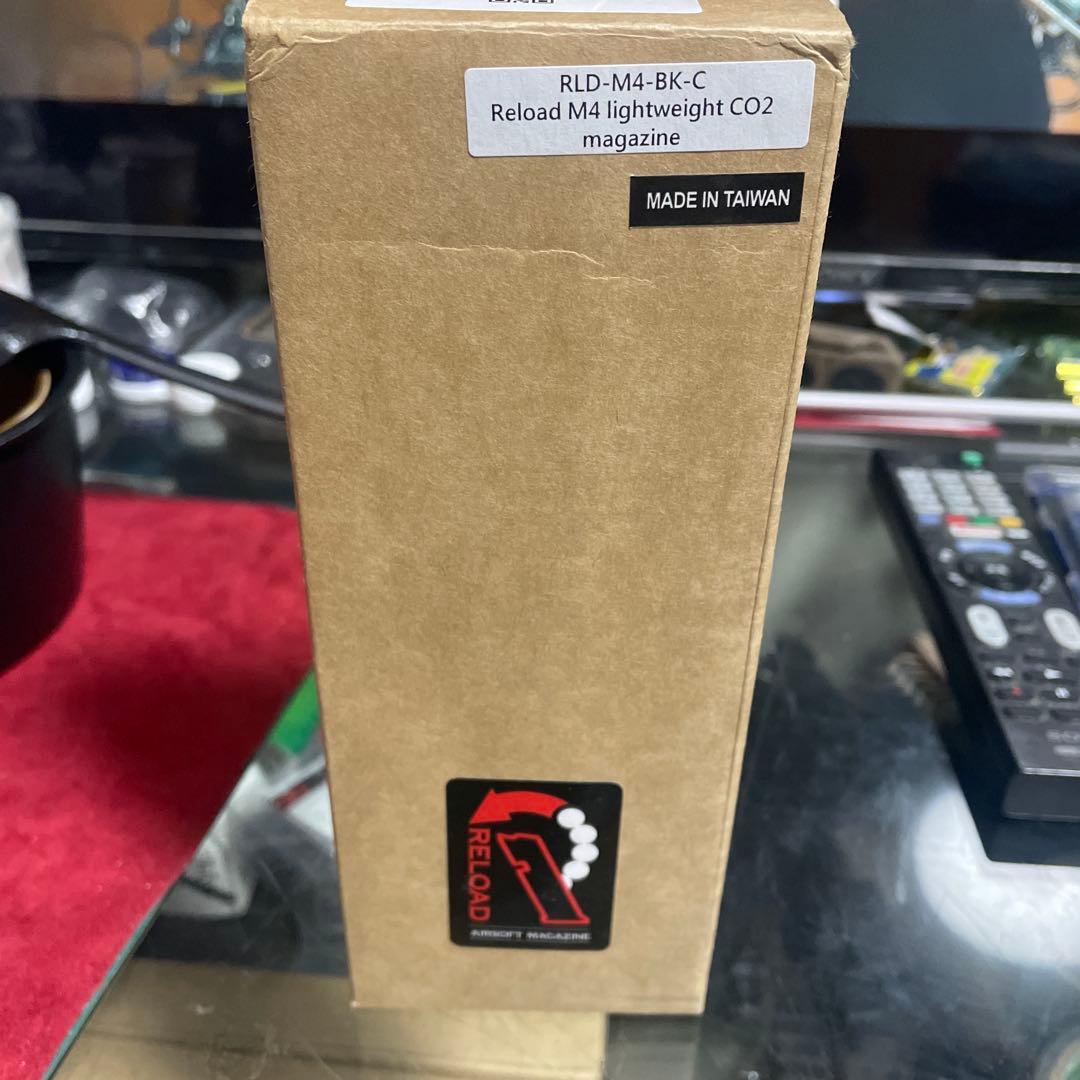 RLD-M4-BK-C
Reload M4 lightweight CO2
magazine
MADE IN TAIWAN
RELOAD
AIRSOFT MAGAZINE